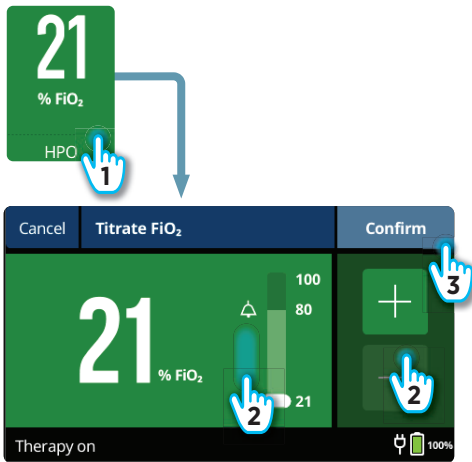 21
% FiO₂
HPO
1
Cancel
Titrate FiO₂
Confirm
3
100
80
21 % FiO₂
2
2
21
Therapy on
100%